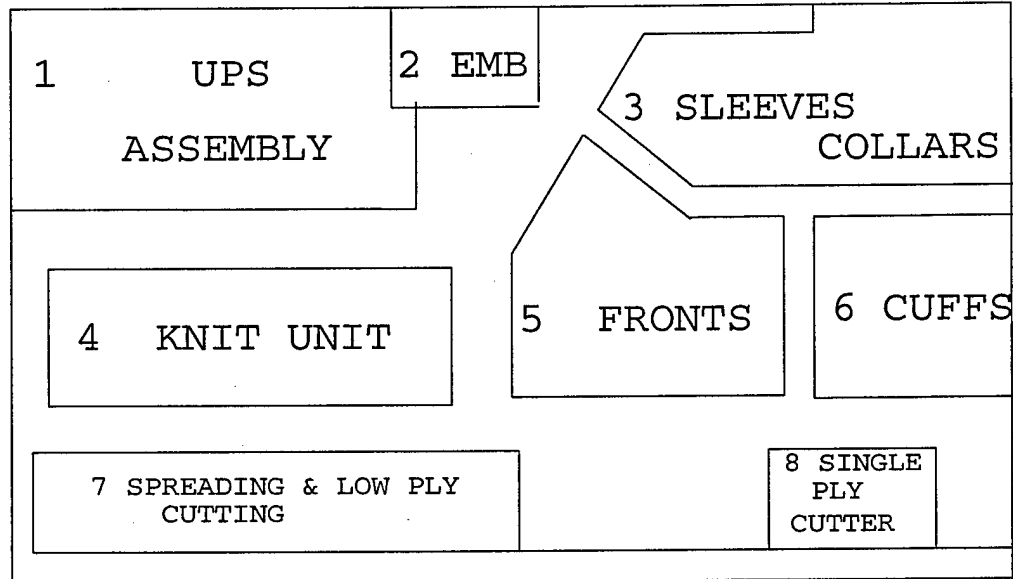 1 UPS
ASSEMBLY
2 EMB
3 SLEEVES
COLLARS
4 KNIT UNIT
5 FRONTS
6 CUFFS
7 SPREADING & LOW PLY
CUTTING
8 SINGLE
PLY
CUTTER